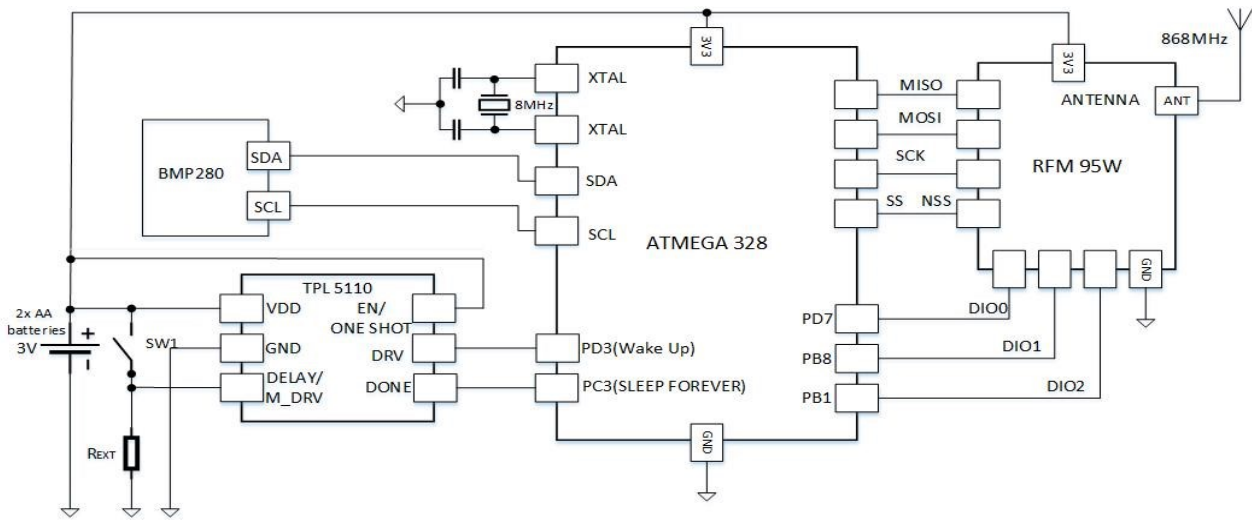 868MHz
3V3
3V3
XTAL
8MHz
XTAL
MISO
MOSI
SCK
SS
NSS
ANTENNA
ANT
RFM 95W
BMP280
SDA
SCL
SDA
SCL
ATMEGA 328
GND
TPL 5110
VDD
EN/
ONE SHOT
GND
DRV
DELAY/
M_DRV
DONE
2x AA
batteries
3V
+
SW1
REXT
PD3(Wake Up)
PC3(SLEEP FOREVER)
PD7
PB8
PB1
DIO0
DIO1
DIO2
GND